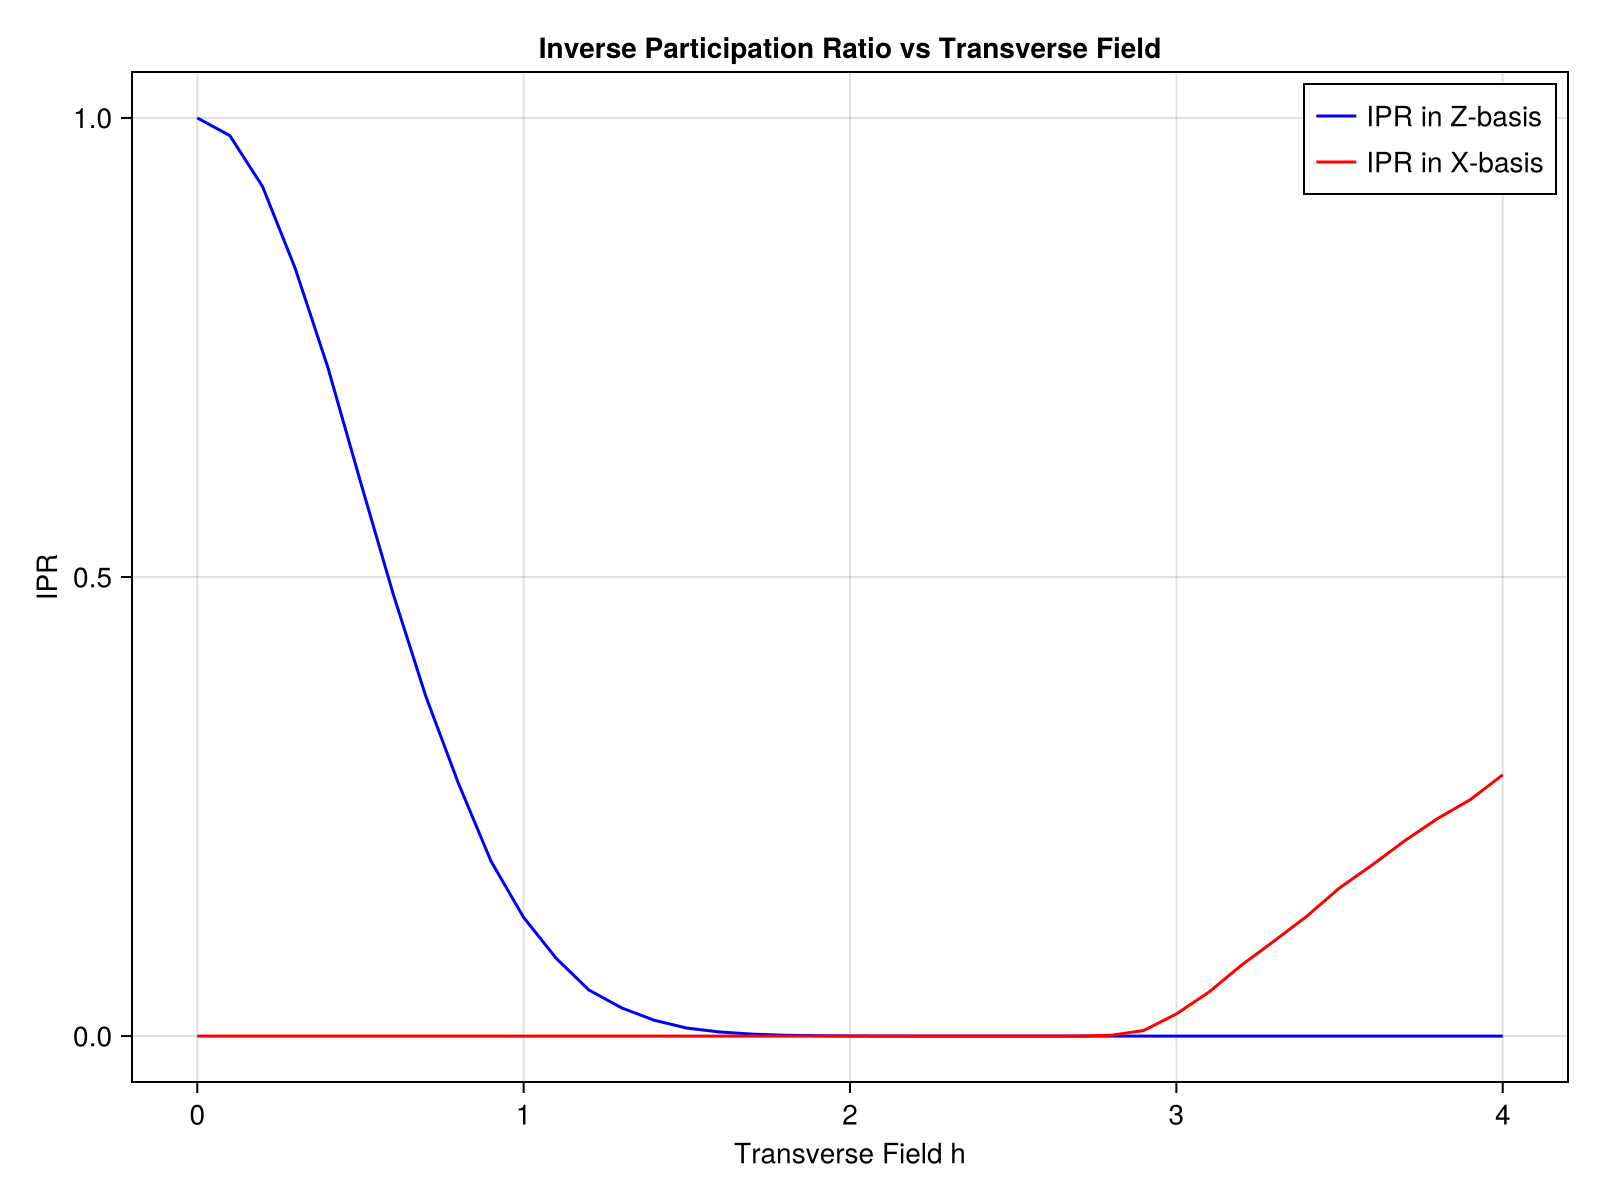 Inverse Participation Ratio vs Transverse Field
IPR in Z-basis
IPR in X-basis
IPR
1.0
0.5
0.0
0 1 2 3 4
Transverse Field h